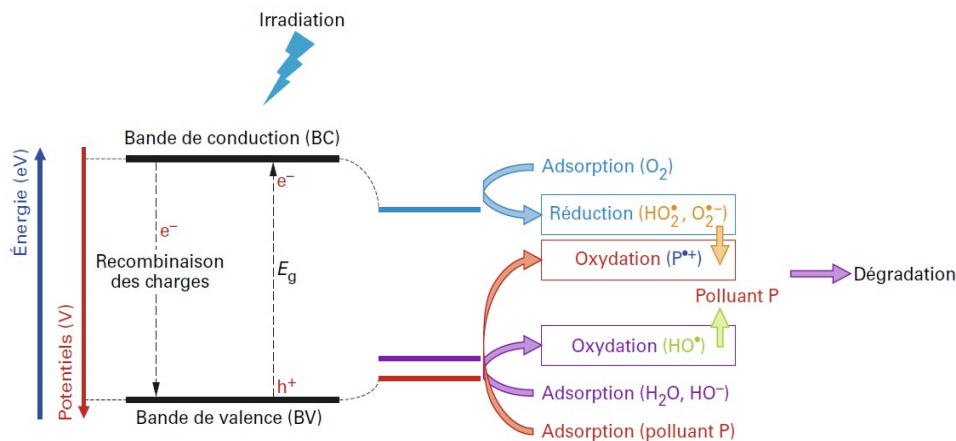 Irradiation
Bande de conduction (BC)
Énergie (eV)
Potentiels (V)
e⁻
e⁻
Recombinaison
des charges
E_g
h⁺
Bande de valence (BV)
Adsorption (O₂)
Réduction (HO₂•, O₂•⁻)
Oxydation (P•⁺)
Polluant P
Dégradation
Oxydation (HO•)
Adsorption (H₂O, HO⁻)
Adsorption (polluant P)